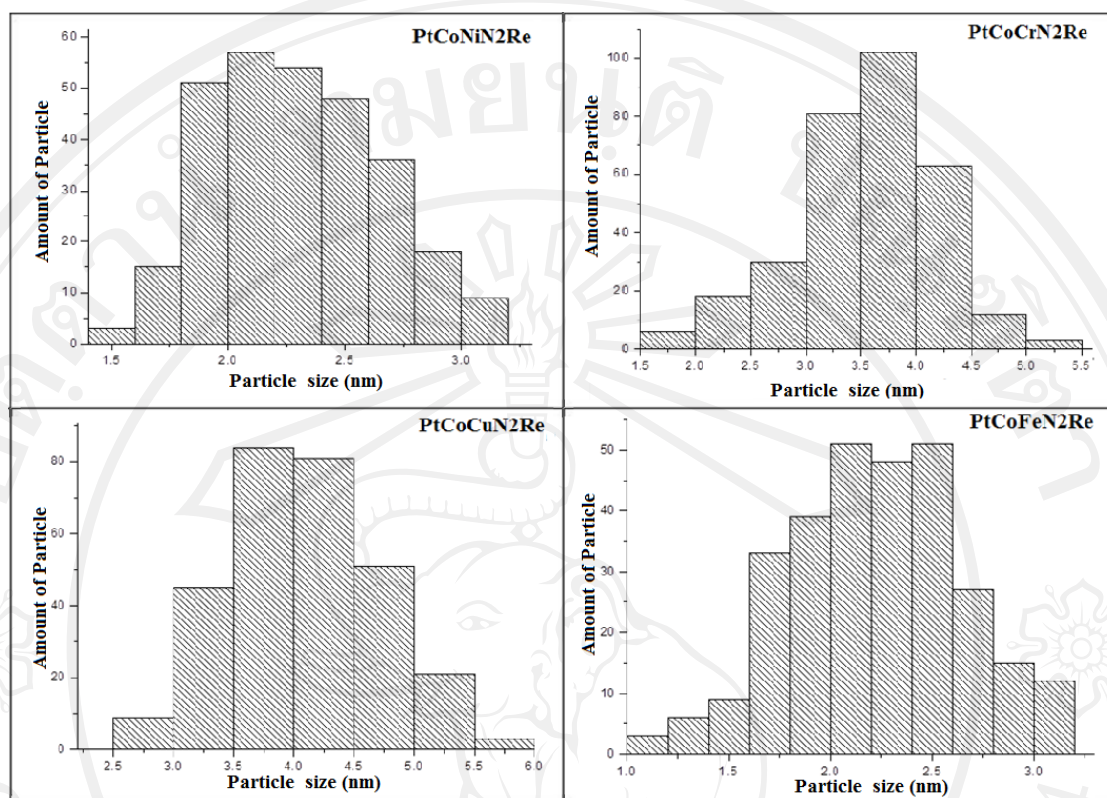 PtCoNiN2Re
60
50
40
30
20
10
0
Amount of Particle
1.5 2.0 2.5 3.0
Particle size (nm)
PtCoCrN2Re
100
80
60
40
20
0
Amount of Particle
1.5 2.0 2.5 3.0 3.5 4.0 4.5 5.0 5.5
Particle size (nm)
PtCoCuN2Re
80
60
40
20
0
Amount of Particle
2.5 3.0 3.5 4.0 4.5 5.0 5.5 6.0
Particle size (nm)
PtCoFeN2Re
50
40
30
20
10
0
Amount of Particle
1.0 1.5 2.0 2.5 3.0
Particle size (nm)